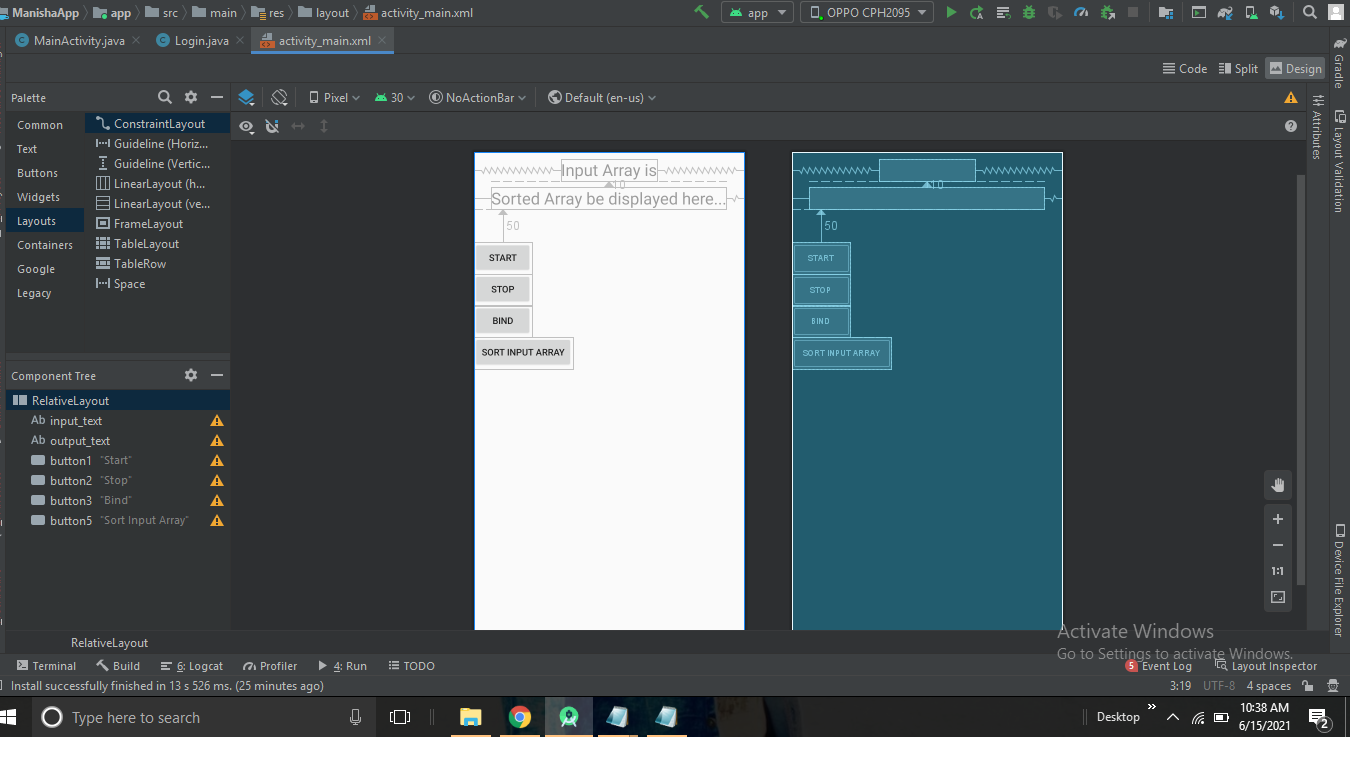 ManishaApp app src main res layout activity_main.xml app OPPO CPH2095
MainActivity.java Login.java activity_main.xml
Code Split Design
Palette Pixel 30 NoActionBar Default (en-us)
Common
Text
Buttons
Widgets
Layouts
Containers
Google
Legacy
ConstraintLayout
Guideline (Horiz...
Guideline (Vertic...
LinearLayout (h...
LinearLayout (ve...
FrameLayout
TableLayout
TableRow
Space
Component Tree
RelativeLayout
Ab input_text
Ab output_text
button1 "Start"
button2 "Stop"
button3 "Bind"
button5 "Sort Input Array"
Input Array is
10
Sorted Array be displayed here...
50
START
STOP
BIND
SORT INPUT ARRAY
10
50
START
STOP
BIND
SORT INPUT ARRAY
1:1
Gradle
Layout Validation
Device File Explorer
Attributes
RelativeLayout
Activate Windows
Go to Settings to activate Windows.
Terminal Build 6: Logcat Profiler 4: Run TODO 5 Event Log Layout Inspector
Install successfully finished in 13 s 526 ms. (25 minutes ago) 3:19 UTF-8 4 spaces
Type here to search Desktop 10:38 AM
6/15/2021 2